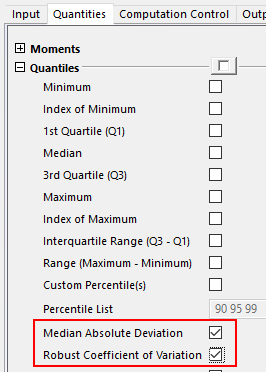 Input Quantities Computation Control Outp
Moments
Quantiles
Minimum
Index of Minimum
1st Quartile (Q1)
Median
3rd Quartile (Q3)
Maximum
Index of Maximum
Interquartile Range (Q3 - Q1)
Range (Maximum - Minimum)
Custom Percentile(s)
Percentile List 90 95 99
Median Absolute Deviation
Robust Coefficient of Variation